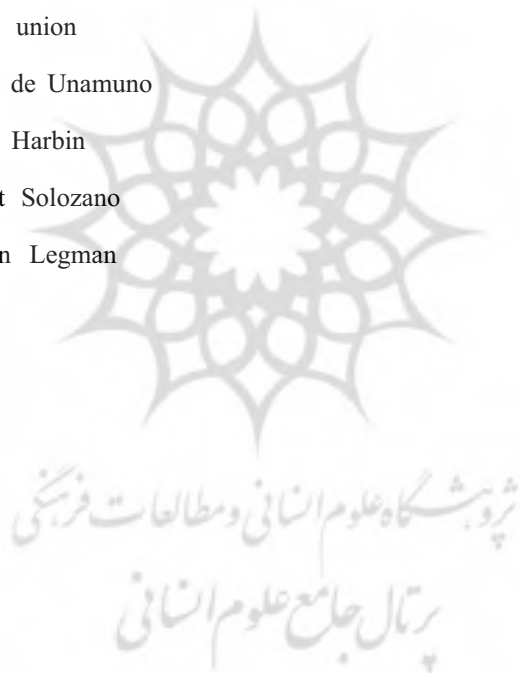 union
de Unamuno
Harbin
t Solozano
n Legman
پژوهشگاه علوم انسانی و مطالعات فرهنگی
پرتال جامع علوم انسانی